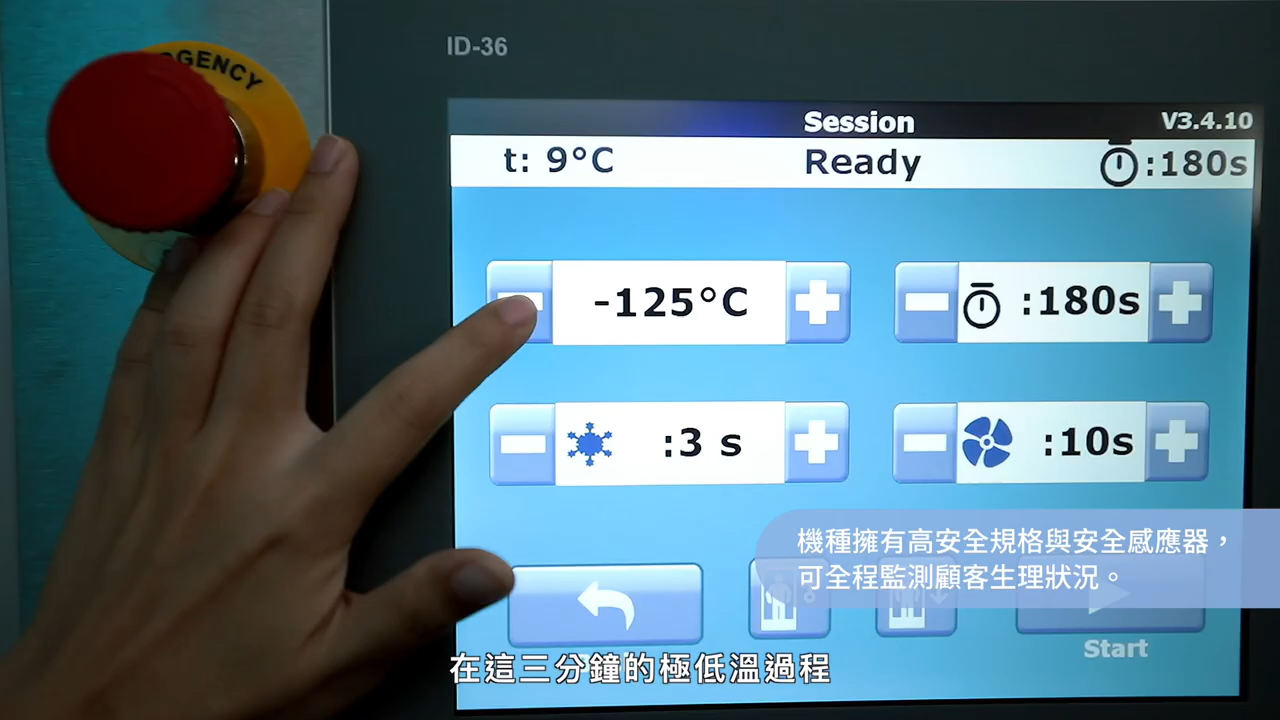 ID-36
RGENCY
Session
V3.4.10
t: 9°C
Ready
:180s
-125°C
:180s
:3 s
:10s
機種擁有高安全規格與安全感應器，
可全程監測顧客生理狀況。
Start
在這三分鐘的極低溫過程